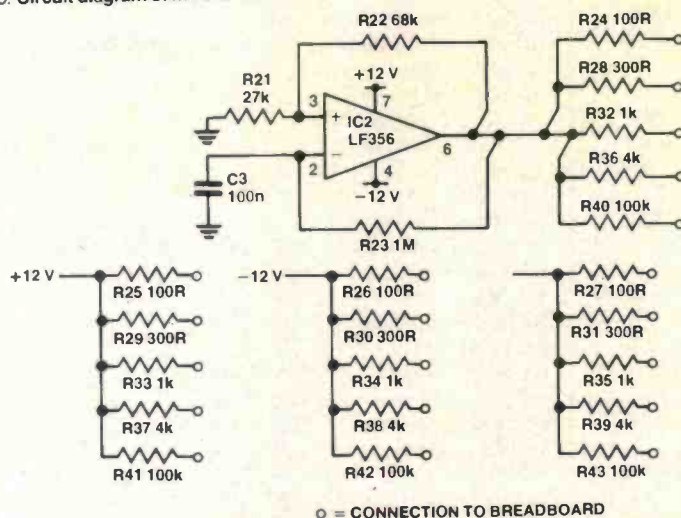 Circuit diagram
R22 68k
R24 100R
R28 300R
R21
27k
+12 V
3
7
+
IC2
LF356
−
2
6
4
−12 V
R32 1k
R36 4k
R40 100k
C3
100n
R23 1M
+12 V
R25 100R
R29 300R
R33 1k
R37 4k
R41 100k
−12 V
R26 100R
R30 300R
R34 1k
R38 4k
R42 100k
R27 100R
R31 300R
R35 1k
R39 4k
R43 100k
o = CONNECTION TO BREADBOARD